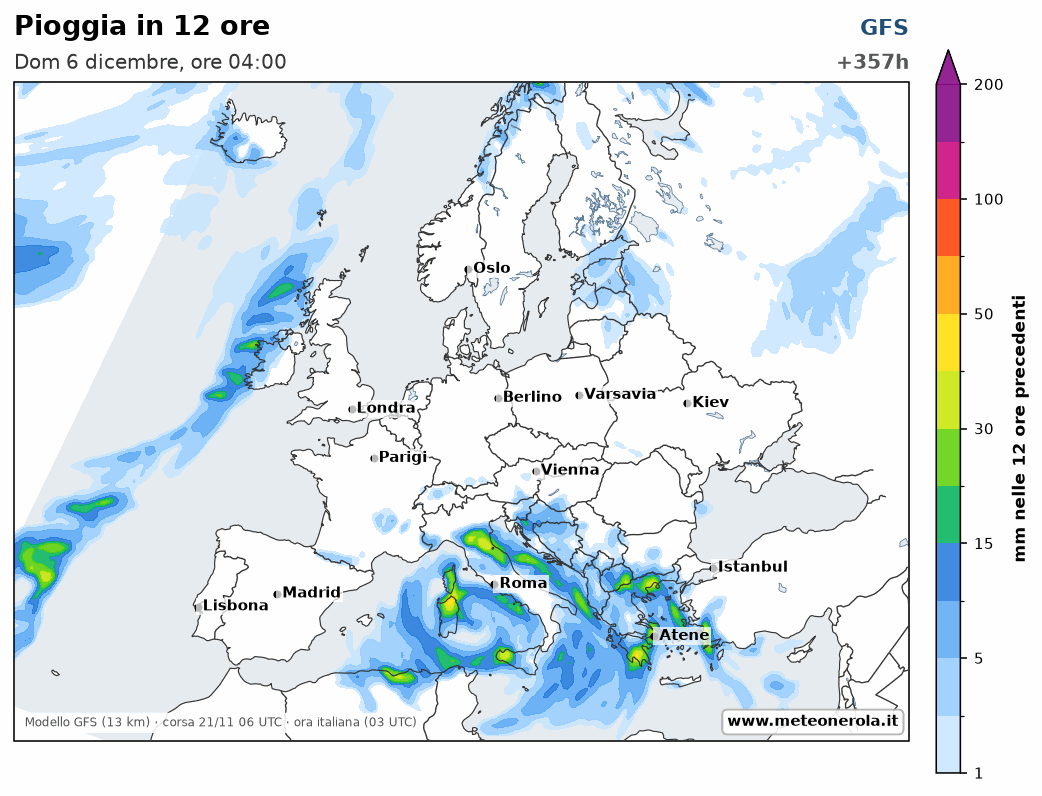 Pioggia in 12 ore
GFS
Dom 6 dicembre, ore 04:00
+357h
200
100
50
30
15
5
1
mm nelle 12 ore precedenti
Oslo
Berlino
Varsavia
Kiev
Londra
Parigi
Vienna
Istanbul
Roma
Madrid
Lisbona
Atene
Modello GFS (13 km) · corsa 21/11 06 UTC · ora italiana (03 UTC)
www.meteonerola.it